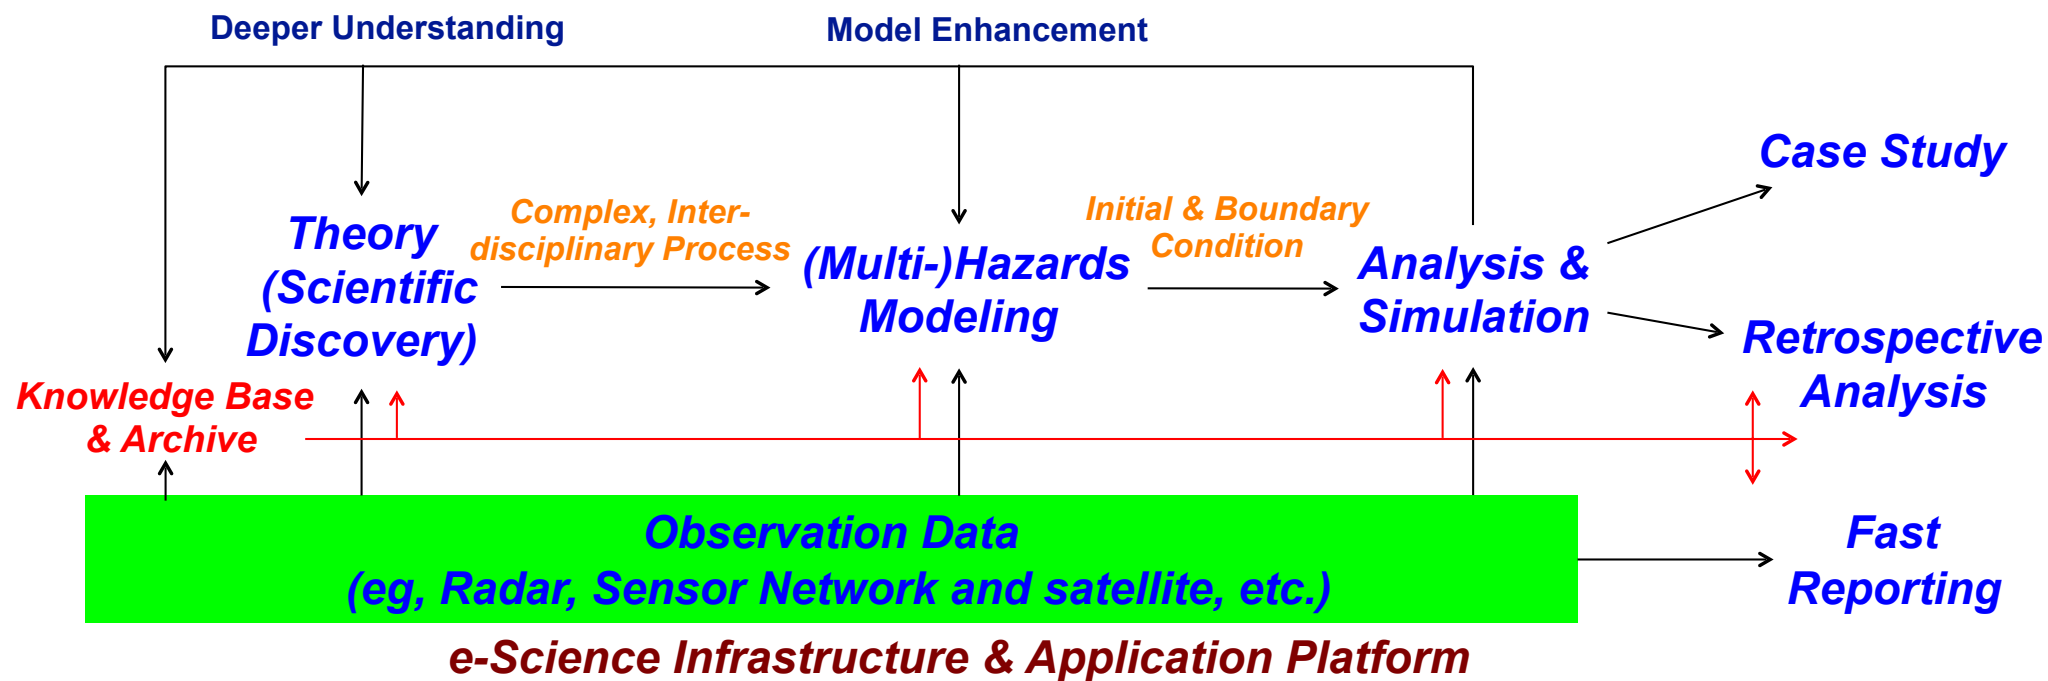 Deeper Understanding
Model Enhancement
Case Study
Theory
(Scientific
Discovery)
Complex, Inter-
disciplinary Process
(Multi-)Hazards
Modeling
Initial & Boundary
Condition
Analysis &
Simulation
Retrospective
Analysis
Knowledge Base
& Archive
Observation Data
(eg, Radar, Sensor Network and satellite, etc.)
Fast
Reporting
e-Science Infrastructure & Application Platform